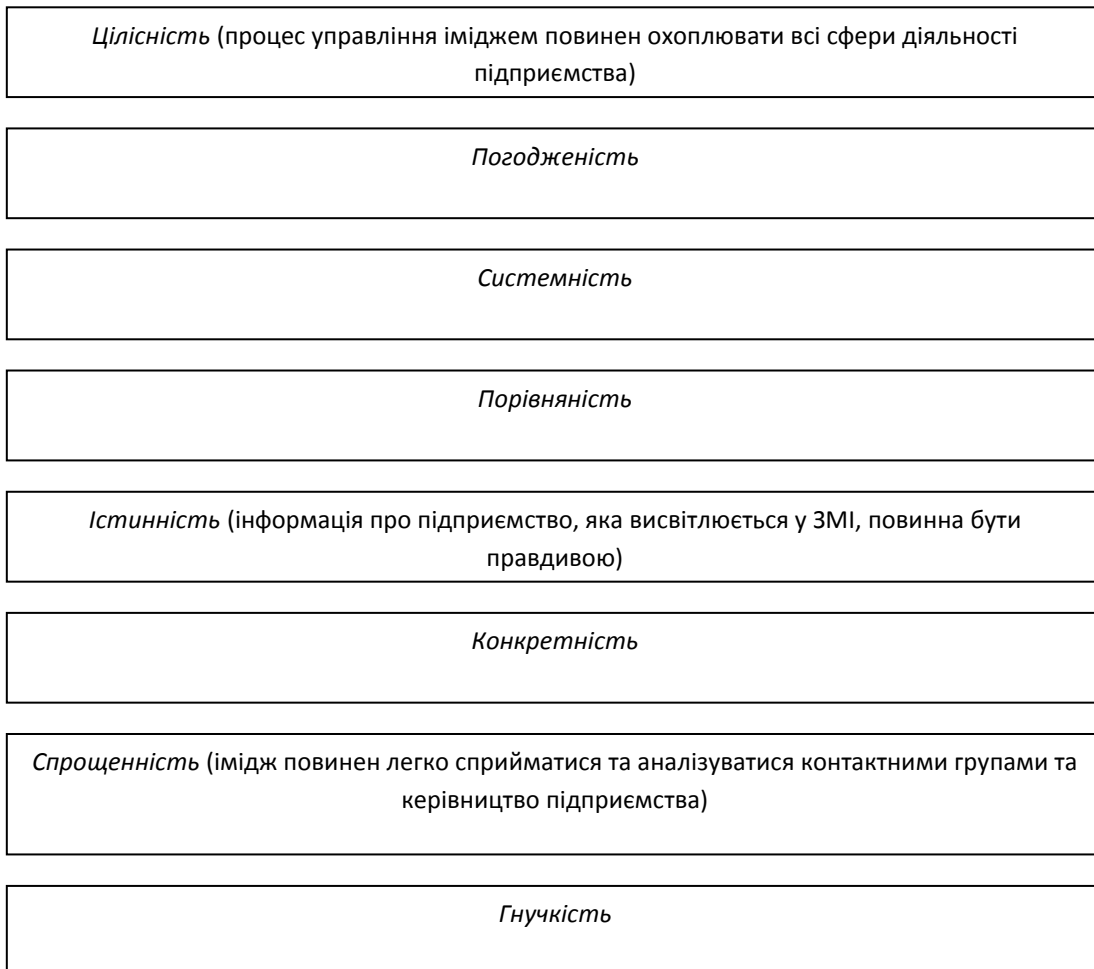 Цілісність (процес управління іміджем повинен охоплювати всі сфери діяльності
підприємства)
Погодженість
Системність
Порівняність
Істинність (інформація про підприємство, яка висвітлюється у ЗМІ, повинна бути
правдивою)
Конкретність
Спрощенність (імідж повинен легко сприйматися та аналізуватися контактними групами та
керівництво підприємства)
Гнучкість